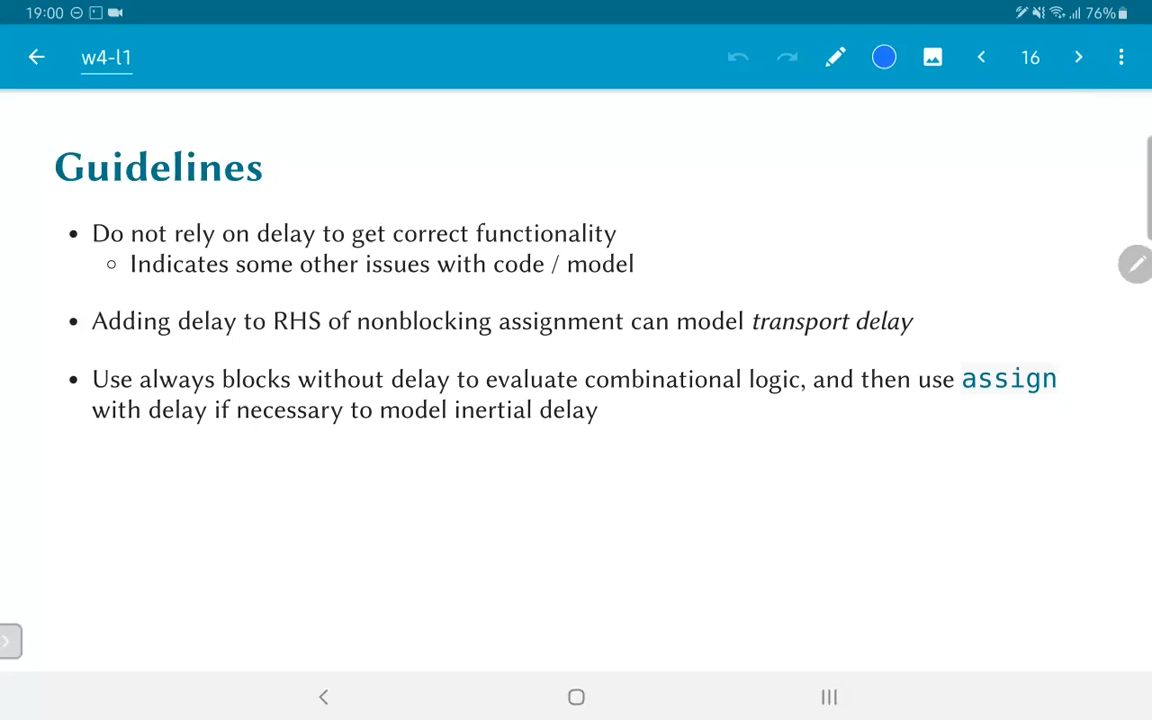 19:00 76%
w4-l1 16
Guidelines
• Do not rely on delay to get correct functionality
○ Indicates some other issues with code / model
• Adding delay to RHS of nonblocking assignment can model transport delay
• Use always blocks without delay to evaluate combinational logic, and then use assign
with delay if necessary to model inertial delay